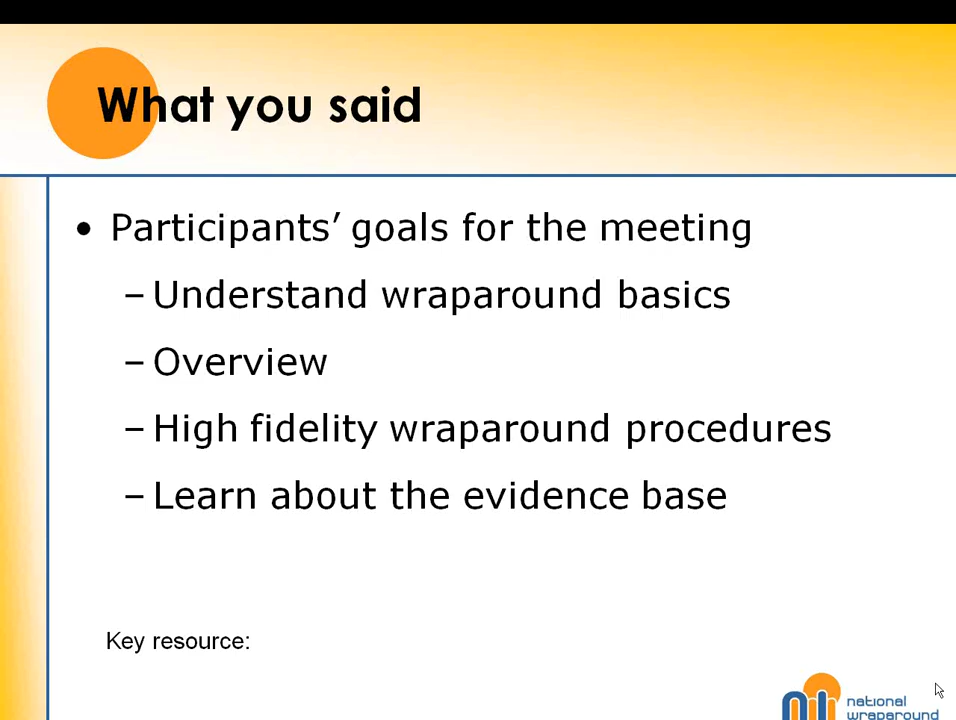 What you said
• Participants’ goals for the meeting
– Understand wraparound basics
– Overview
– High fidelity wraparound procedures
– Learn about the evidence base
Key resource:
national
wraparound